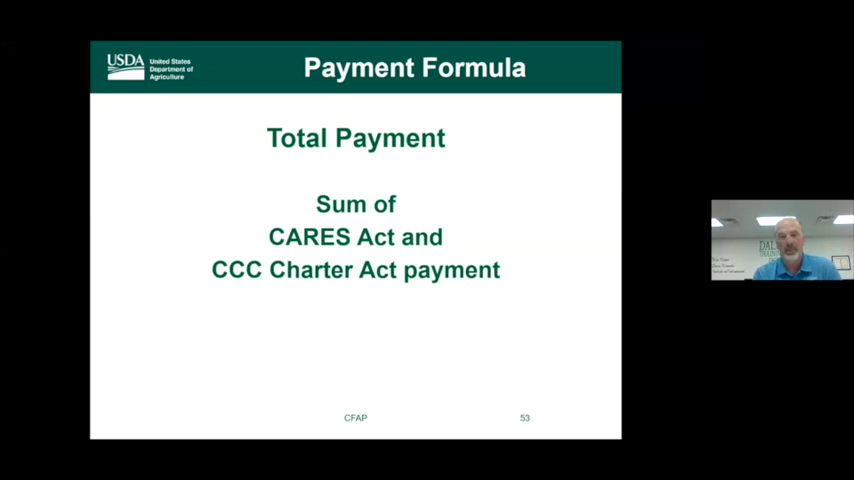 USDA
United States
Department of
Agriculture
Payment Formula
Total Payment
Sum of
CARES Act and
CCC Charter Act payment
CFAP
53